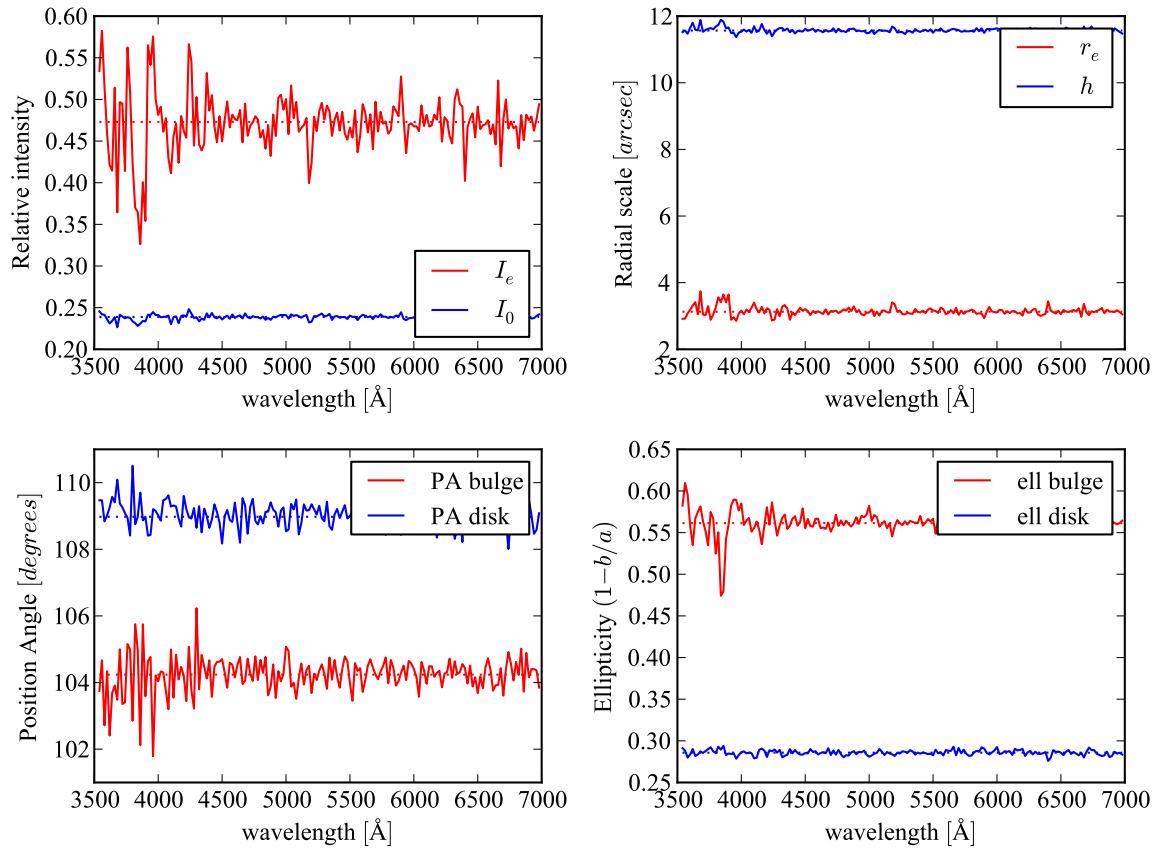 0.60
0.55
0.50
0.45
0.40
0.35
0.30
0.25
0.20
Relative intensity
I_e
I_0
3500 4000 4500 5000 5500 6000 6500 7000
wavelength [Å]
12
10
8
6
4
2
Radial scale [arcsec]
r_e
h
3500 4000 4500 5000 5500 6000 6500 7000
wavelength [Å]
110
108
106
104
102
Position Angle [degrees]
PA bulge
PA disk
3500 4000 4500 5000 5500 6000 6500 7000
wavelength [Å]
0.65
0.60
0.55
0.50
0.45
0.40
0.35
0.30
0.25
Ellipticity (1−b/a)
ell bulge
ell disk
3500 4000 4500 5000 5500 6000 6500 7000
wavelength [Å]